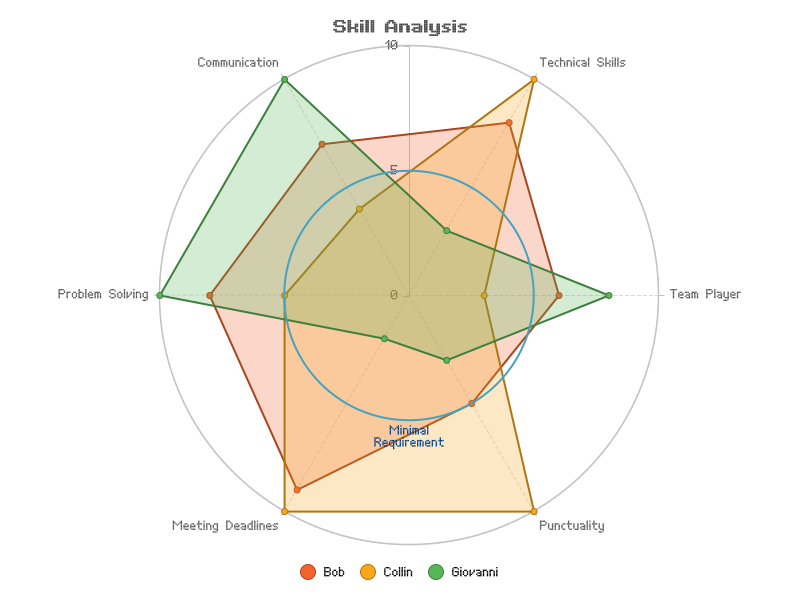 Skill Analysis
10
Communication
Technical Skills
5
Problem Solving
0
Team Player
Minimal
Requirement
Meeting Deadlines
Punctuality
Bob
Collin
Giovanni